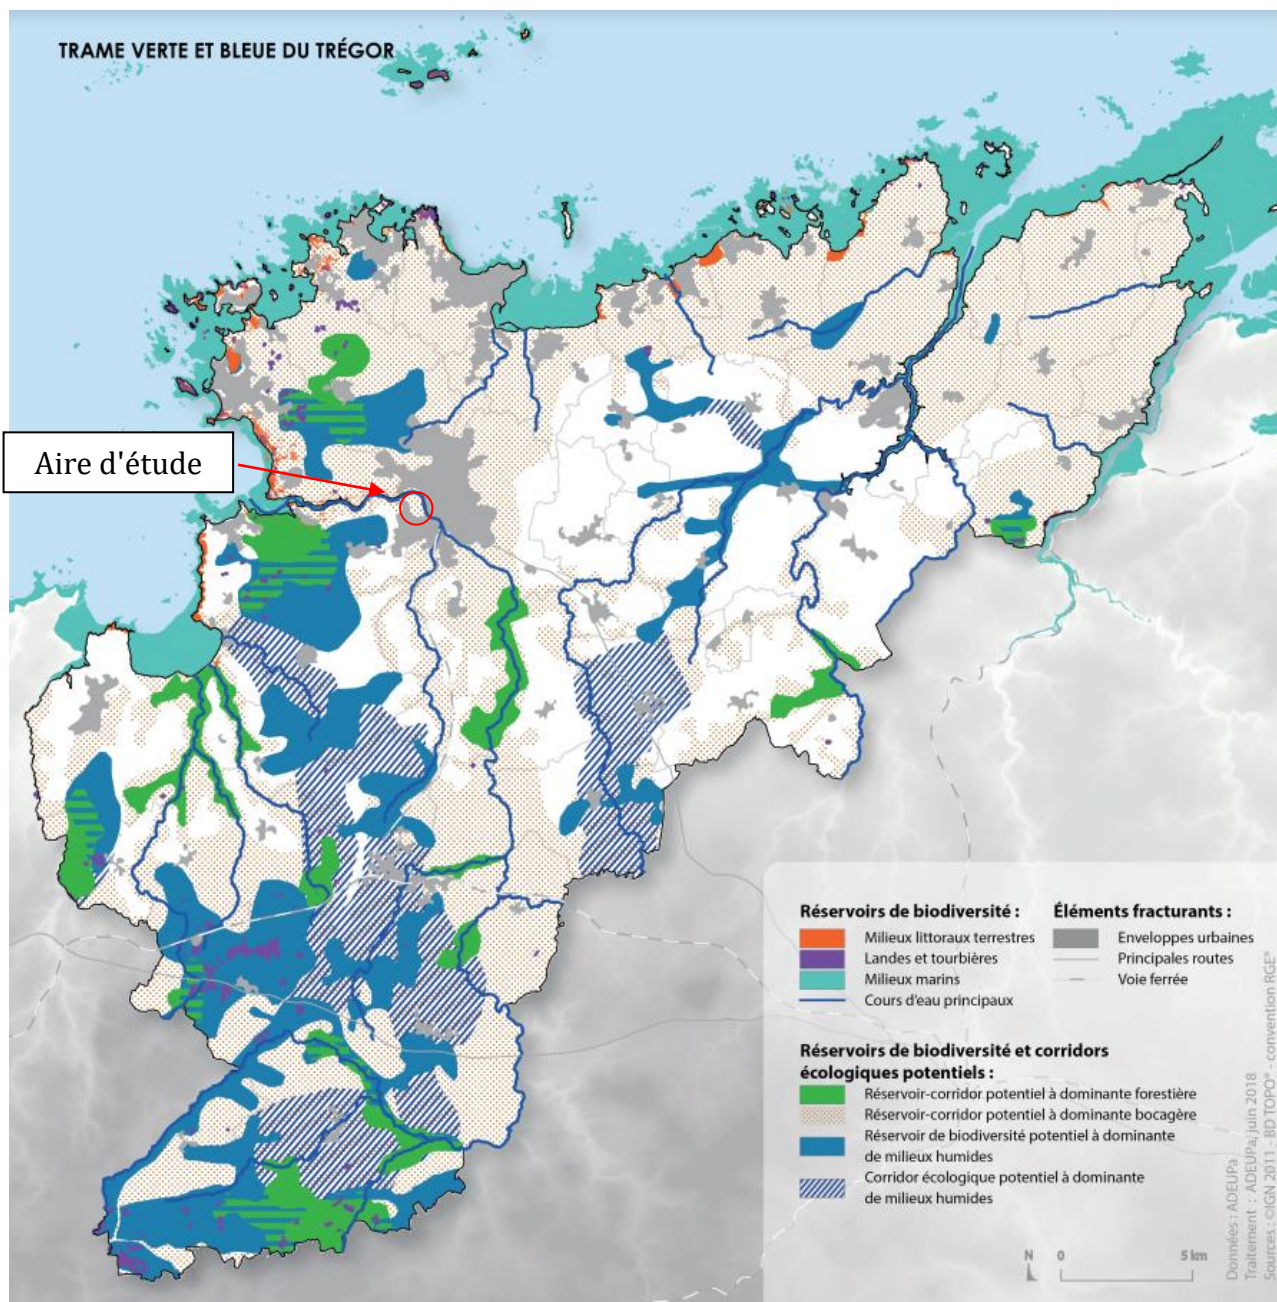 TRAME VERTE ET BLEUE DU TRÉGOR
Aire d'étude
Réservoirs de biodiversité :
Milieux littoraux terrestres
Landes et tourbières
Milieux marins
Cours d'eau principaux
Éléments fracturants :
Enveloppes urbaines
Principales routes
Voie ferrée
Réservoirs de biodiversité et corridors
écologiques potentiels :
Réservoir-corridor potentiel à dominante forestière
Réservoir-corridor potentiel à dominante bocagère
Réservoir de biodiversité potentiel à dominante
de milieux humides
Corridor écologique potentiel à dominante
de milieux humides
N 0 5 km
Données : ADEUPa
Traitement : ADEUPa, juin 2018
Sources : ©IGN 2011 - BD TOPO® - convention RGE®